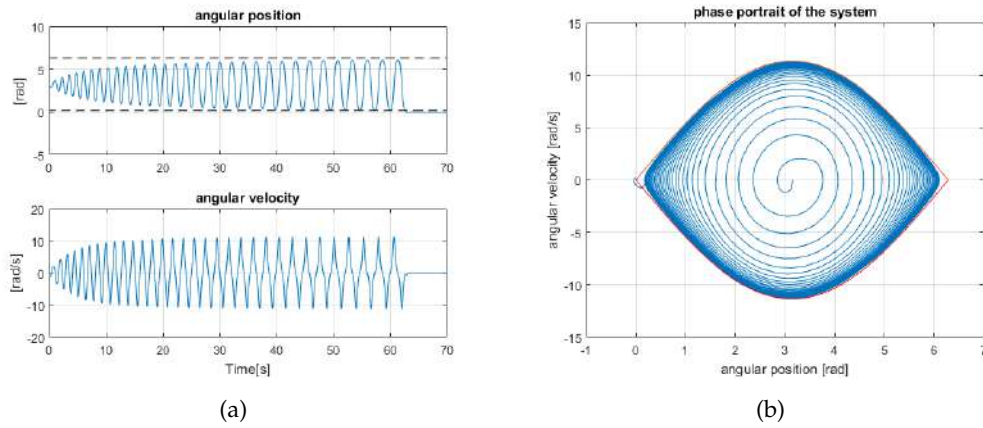 angular position
10
5
0
-5
[rad]
0 10 20 30 40 50 60 70
angular velocity
20
10
0
-10
-20
[rad/s]
0 10 20 30 40 50 60 70
Time[s]
(a)
phase portrait of the system
15
10
5
0
-5
-10
-15
angular velocity [rad/s]
-1 0 1 2 3 4 5 6 7
angular position [rad]
(b)